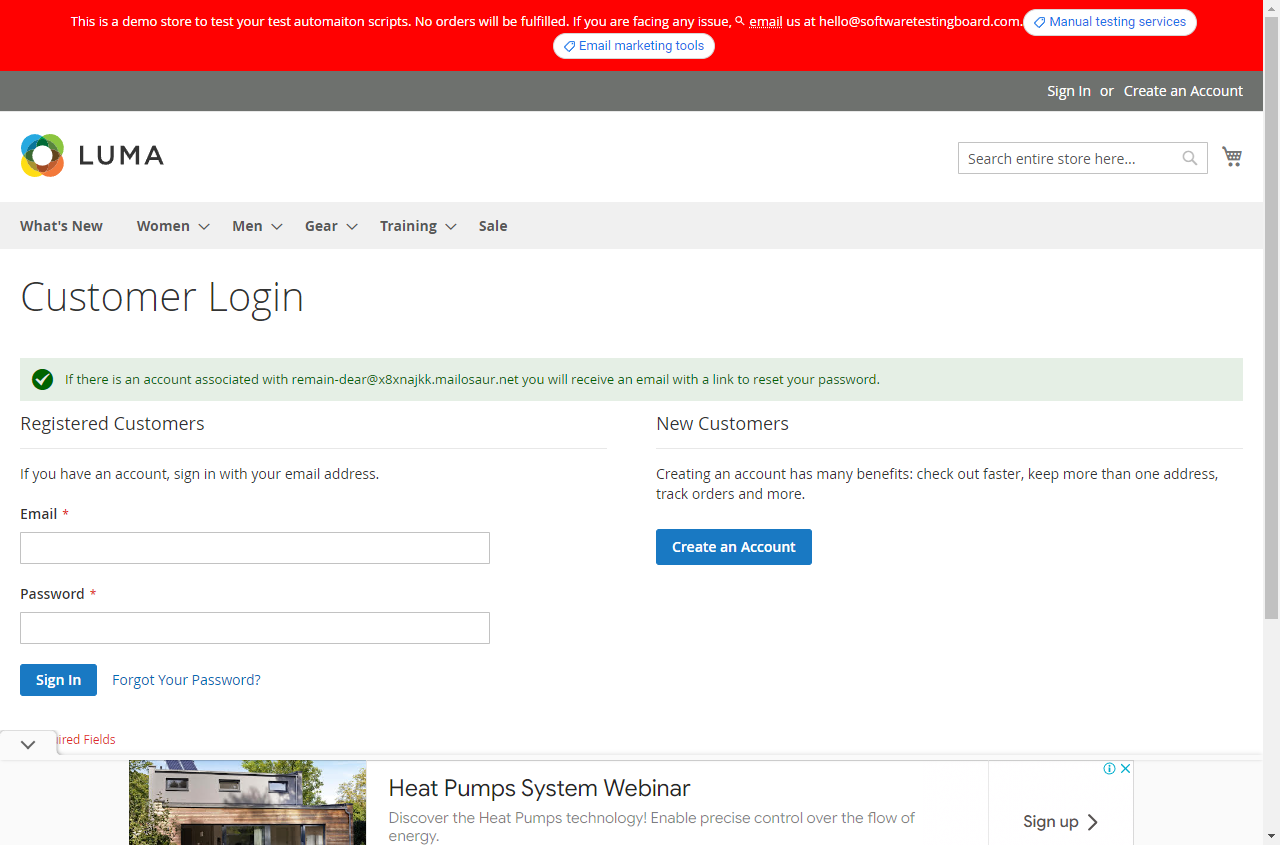 This is a demo store to test your test automaiton scripts. No orders will be fulfilled. If you are facing any issue, email us at hello@softwaretestingboard.com. Manual testing services
Email marketing tools
Sign In or Create an Account
LUMA
Search entire store here...
What's New Women Men Gear Training Sale
Customer Login
If there is an account associated with remain-dear@x8xnajkk.mailosaur.net you will receive an email with a link to reset your password.
Registered Customers
If you have an account, sign in with your email address.
Email *
Password *
Sign In Forgot Your Password?
ired Fields
New Customers
Creating an account has many benefits: check out faster, keep more than one address,
track orders and more.
Create an Account
Heat Pumps System Webinar
Discover the Heat Pumps technology! Enable precise control over the flow of
energy.
Sign up